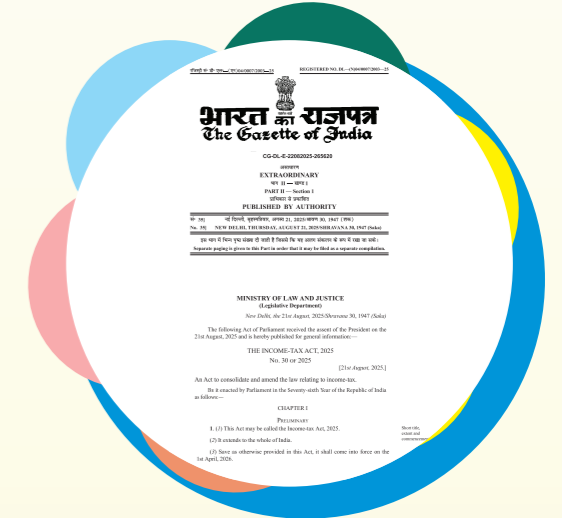 REGISTERED NO. DL—(N)04/0007/2003—25
भारत का राजपत्र
The Gazette of India
CG-DL-E-22082025-265620
असाधारण
EXTRAORDINARY
भाग II — खण्ड 1
PART II — Section 1
प्राधिकार से प्रकाशित
PUBLISHED BY AUTHORITY
नई दिल्ली, बृहस्पतिवार, अगस्त 21, 2025/श्रावण 30, 1947 (शक)
NEW DELHI, THURSDAY, AUGUST 21, 2025/SHRAVANA 30, 1947 (Saka)
इस भाग में भिन्न पृष्ठ संख्या दी जाती है जिससे कि यह अलग संकलन के रूप में रखा जा सके।
Separate paging is given to this Part in order that it may be filed as a separate compilation.
MINISTRY OF LAW AND JUSTICE
(Legislative Department)
New Delhi, the 21st August, 2025/Shravana 30, 1947 (Saka)
The following Act of Parliament received the assent of the President on the
21st August, 2025 and is hereby published for general information:—
THE INCOME-TAX ACT, 2025
No. 30 OF 2025
[21st August, 2025.]
An Act to consolidate and amend the law relating to income-tax.
BE it enacted by Parliament in the Seventy-sixth Year of the Republic of India
as follows:—
CHAPTER I
PRELIMINARY
1. (1) This Act may be called the Income-tax Act, 2025.
Short title,
extent and
commencement.
(2) It extends to the whole of India.
(3) Save as otherwise provided in this Act, it shall come into force on the
1st April, 2026.